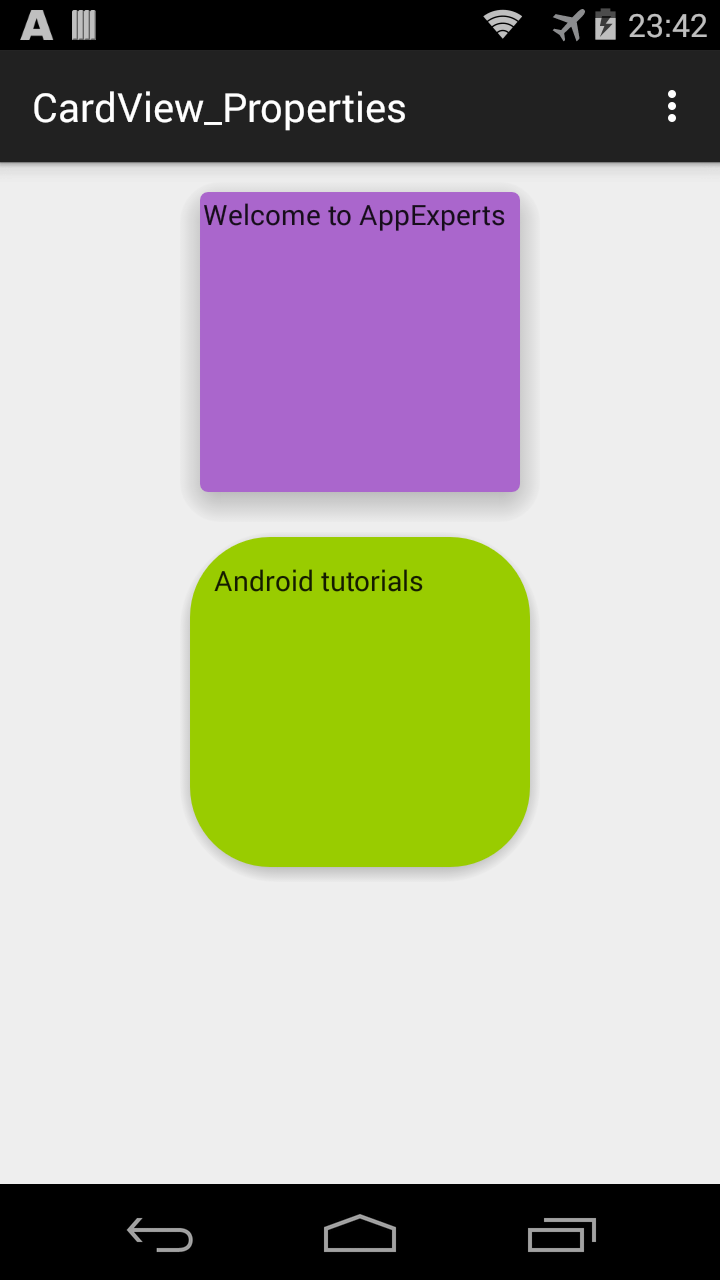 A
23:42
CardView_Properties
Welcome to AppExperts
Android tutorials